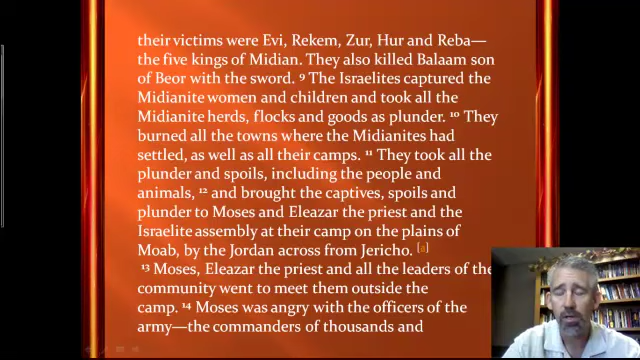 their victims were Evi, Rekem, Zur, Hur and Reba—
the five kings of Midian. They also killed Balaam son
of Beor with the sword. 9 The Israelites captured the
Midianite women and children and took all the
Midianite herds, flocks and goods as plunder. 10 They
burned all the towns where the Midianites had
settled, as well as all their camps. 11 They took all the
plunder and spoils, including the people and
animals, 12 and brought the captives, spoils and
plunder to Moses and Eleazar the priest and the
Israelite assembly at their camp on the plains of
Moab, by the Jordan across from Jericho. [a]
13 Moses, Eleazar the priest and all the leaders of the
community went to meet them outside the
camp. 14 Moses was angry with the officers of the
army—the commanders of thousands and